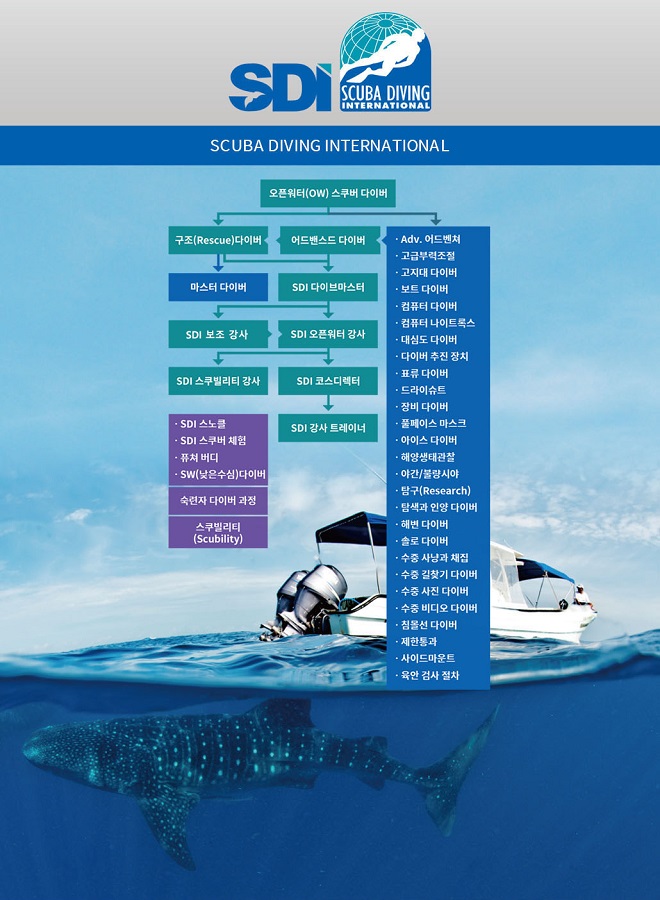 SDI
SCUBA DIVING
INTERNATIONAL
SCUBA DIVING INTERNATIONAL
오픈워터(OW) 스쿠버 다이버
구조(Rescue)다이버
어드밴스드 다이버
마스터 다이버
SDI 다이브마스터
SDI 보조 강사
SDI 오픈워터 강사
SDI 스쿠빌리티 강사
SDI 코스디렉터
SDI 강사 트레이너
· SDI 스노클
· SDI 스쿠버 체험
· 퓨쳐 버디
· SW(낮은수심)다이버
숙련자 다이버 과정
스쿠빌리티
(Scubility)
· Adv. 어드벤쳐
· 고급부력조절
· 고지대 다이버
· 보트 다이버
· 컴퓨터 다이버
· 컴퓨터 나이트록스
· 대심도 다이버
· 다이버 추진 장치
· 표류 다이버
· 드라이슈트
· 장비 다이버
· 풀페이스 마스크
· 아이스 다이버
· 해양생태관찰
· 야간/불량시야
· 탐구(Research)
· 탐색과 인양 다이버
· 해변 다이버
· 솔로 다이버
· 수중 사냥과 채집
· 수중 길찾기 다이버
· 수중 사진 다이버
· 수중 비디오 다이버
· 침몰선 다이버
· 제한통과
· 사이드마운트
· 육안 검사 절차